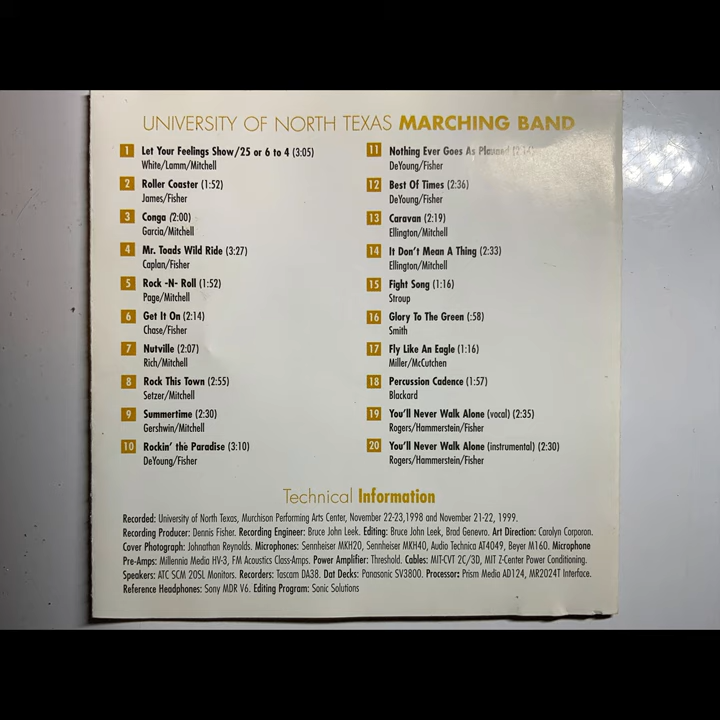 UNIVERSITY OF NORTH TEXAS MARCHING BAND
1 Let Your Feelings Show/25 or 6 to 4 (3:05)
White/Lamm/Mitchell
2 Roller Coaster (1:52)
James/Fisher
3 Conga (2:00)
Garcia/Mitchell
4 Mr. Toads Wild Ride (3:27)
Caplan/Fisher
5 Rock -N- Roll (1:52)
Page/Mitchell
6 Get It On (2:14)
Chase/Fisher
7 Nutville (2:07)
Rich/Mitchell
8 Rock This Town (2:55)
Setzer/Mitchell
9 Summertime (2:30)
Gershwin/Mitchell
10 Rockin' the Paradise (3:10)
DeYoung/Fisher
11 Nothing Ever Goes As
DeYoung/Fisher
12 Best Of Times (2:36)
DeYoung/Fisher
13 Caravan (2:19)
Ellington/Mitchell
14 It Don't Mean A Thing (2:33)
Ellington/Mitchell
15 Fight Song (1:16)
Stroup
16 Glory To The Green (:58)
Smith
17 Fly Like An Eagle (1:16)
Miller/McCutchen
18 Percussion Cadence (1:57)
Blackard
19 You'll Never Walk Alone (vocal) (2:35)
Rogers/Hammerstein/Fisher
20 You'll Never Walk Alone (instrumental) (2:30)
Rogers/Hammerstein/Fisher
Technical Information
Recorded: University of North Texas, Murchison Performing Arts Center, November 22-23,1998 and November 21-22, 1999.
Recording Producer: Dennis Fisher. Recording Engineer: Bruce John Leek. Editing: Bruce John Leek, Brad Genevro. Art Direction: Carolyn Corporon.
Cover Photograph: Johnathan Reynolds. Microphones: Sennheiser MKH20, Sennheiser MKH40, Audio Technica AT4049, Beyer M160. Microphone
Pre-Amps: Millennia Media HV-3, FM Acoustics Class-Amps. Power Amplifier: Threshold. Cables: MIT-CVT 2C/3D, MIT Z-Center Power Conditioning.
Speakers: ATC SCM 20SL Monitors. Recorders: Tascam DA38. Dat Decks: Panasonic SV3800. Processor: Prism Media AD124, MR2024T Interface.
Reference Headphones: Sony MDR V6. Editing Program: Sonic Solutions